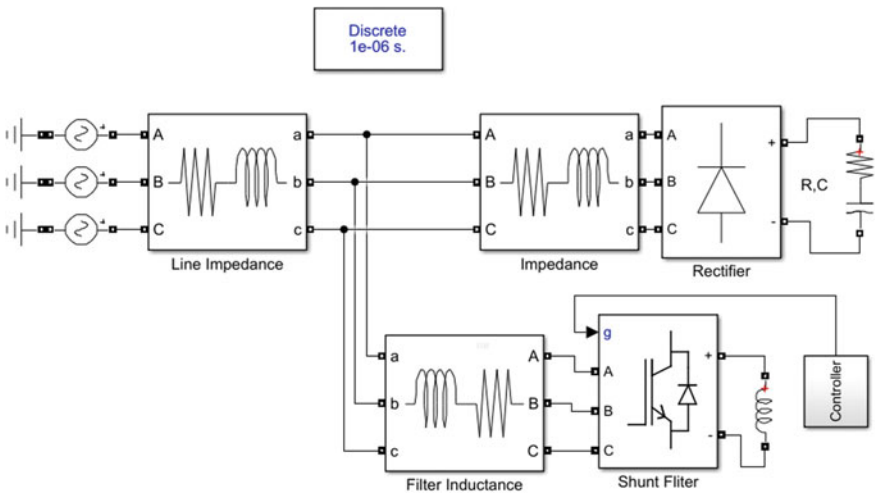 Discrete
1e-06 s.
A
B
C
a
b
c
Line Impedance
A
B
C
a
b
c
Impedance
A
B
C
+
-
Rectifier
R,C
a
b
c
A
B
C
Filter Inductance
g
A
B
C
+
-
Shunt Fliter
Controller